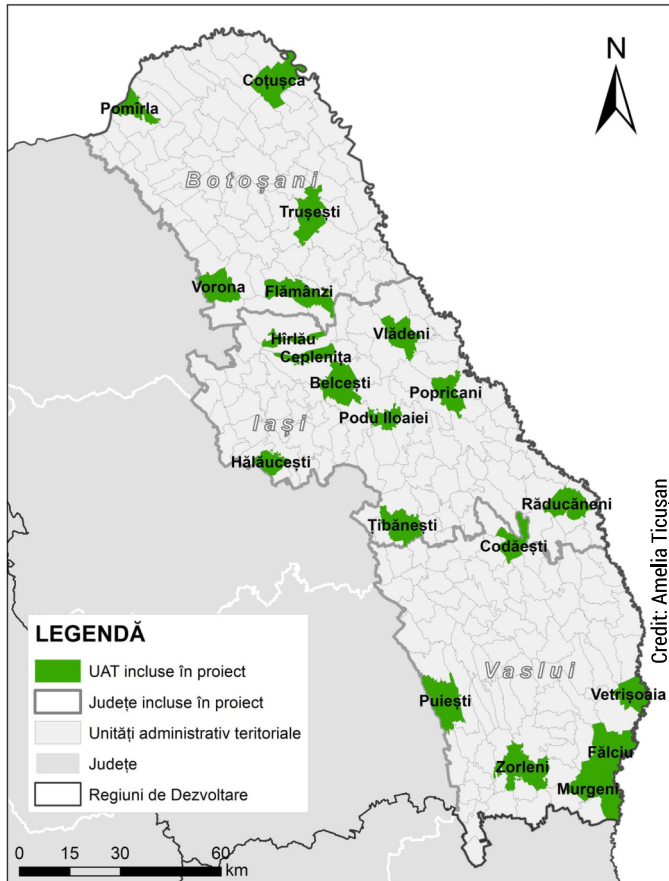 N
Coțușca
Pomîrla
Botoșani
Trușești
Vorona
Flămânzi
Vlădeni
Hîrlău
Ceplenița
Belcești
Popricani
Podu Iloaiei
Iași
Hălăucești
Răducăneni
Țibănești
Codăești
Credit: Amelia Ticușan
LEGENDĂ
UAT incluse în proiect
Județe incluse în proiect
Unități administrativ teritoriale
Județe
Regiuni de Dezvoltare
Vaslui
Puiești
Vetrișoaia
Fălciu
Zorleni
Murgeni
0 15 30 60
km